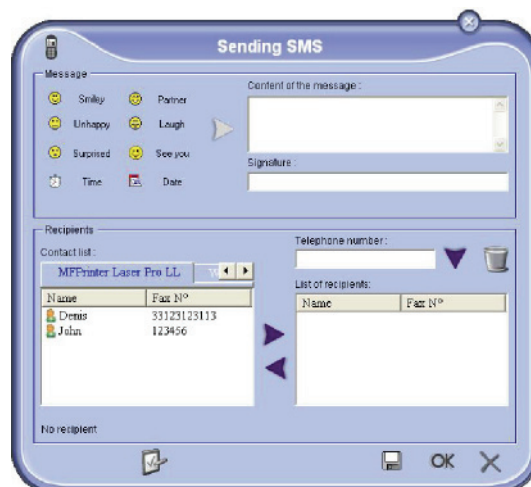 Sending SMS
Message
Smiley Partner
Unhappy Laugh
Surprised See you
Time Date
Content of the message :
Signature :
Recipients
Contact list :
MFPrinter Laser Pro LL
Name Fax Nº
Denis 33123123113
John 123456
Telephone number :
List of recipients:
Name Fax Nº
No recipient
OK